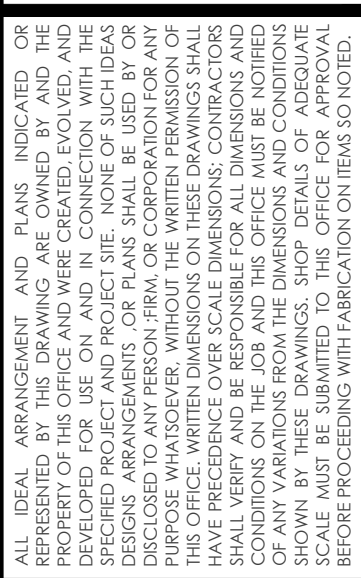 ALL IDEAL ARRANGEMENT AND PLANS INDICATED OR
REPRESENTED BY THIS DRAWING ARE OWNED BY AND THE
PROPERTY OF THIS OFFICE AND WERE CREATED, EVOLVED, AND
DEVELOPED FOR USE ON AND IN CONNECTION WITH THE
SPECIFIED PROJECT AND PROJECT SITE. NONE OF SUCH IDEAS
DESIGNS ARRANGEMENTS ,OR PLANS SHALL BE USED BY OR
DISCLOSED TO ANY PERSON ;FIRM, OR CORPORATION FOR ANY
PURPOSE WHATSOEVER, WITHOUT THE WRITTEN PERMISSION OF
THIS OFFICE. WRITTEN DIMENSIONS ON THESE DRAWINGS SHALL
HAVE PRECEDENCE OVER SCALE DIMENSIONS; CONTRACTORS
SHALL VERIFY AND BE RESPONSIBLE FOR ALL DIMENSIONS AND
CONDITIONS ON THE JOB AND THIS OFFICE MUST BE NOTIFIED
OF ANY VARIATIONS FROM THE DIMENSIONS AND CONDITIONS
SHOWN BY THESE DRAWINGS. SHOP DETAILS OF ADEQUATE
SCALE MUST BE SUBMITTED TO THIS OFFICE FOR APPROVAL
BEFORE PROCEEDING WITH FABRICATION ON ITEMS SO NOTED.